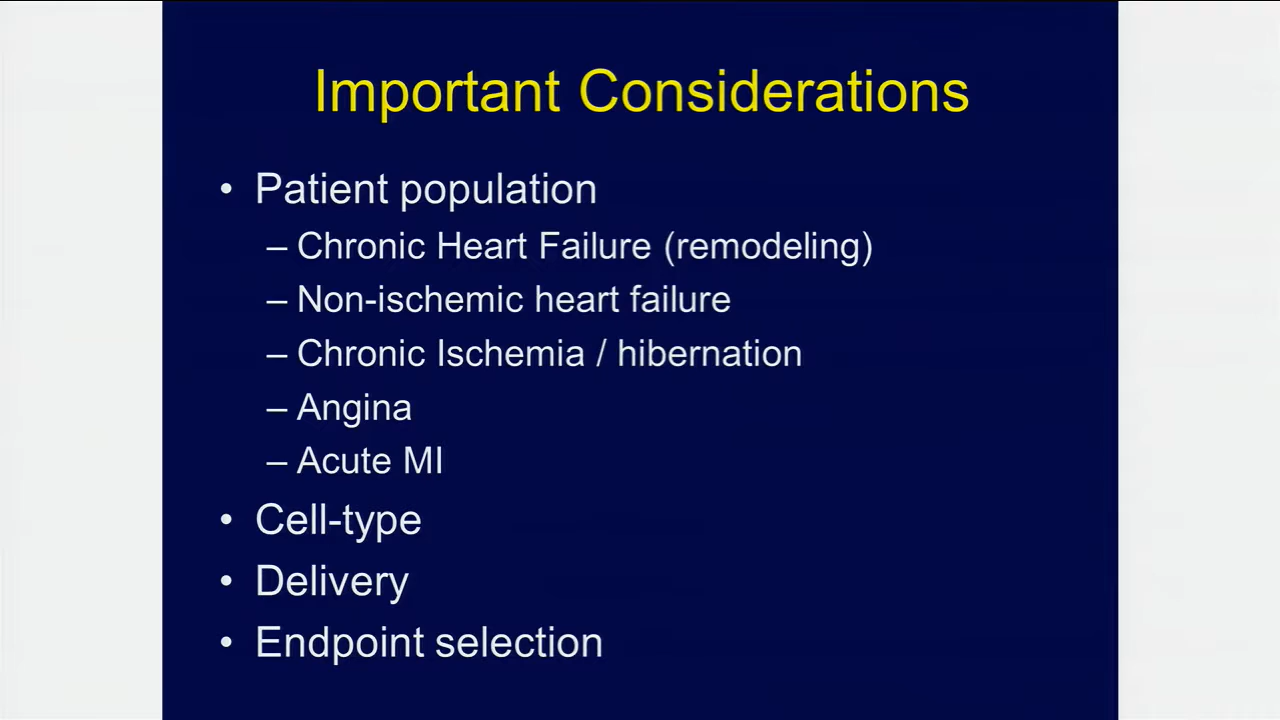 Important Considerations
• Patient population
– Chronic Heart Failure (remodeling)
– Non-ischemic heart failure
– Chronic Ischemia / hibernation
– Angina
– Acute MI
• Cell-type
• Delivery
• Endpoint selection